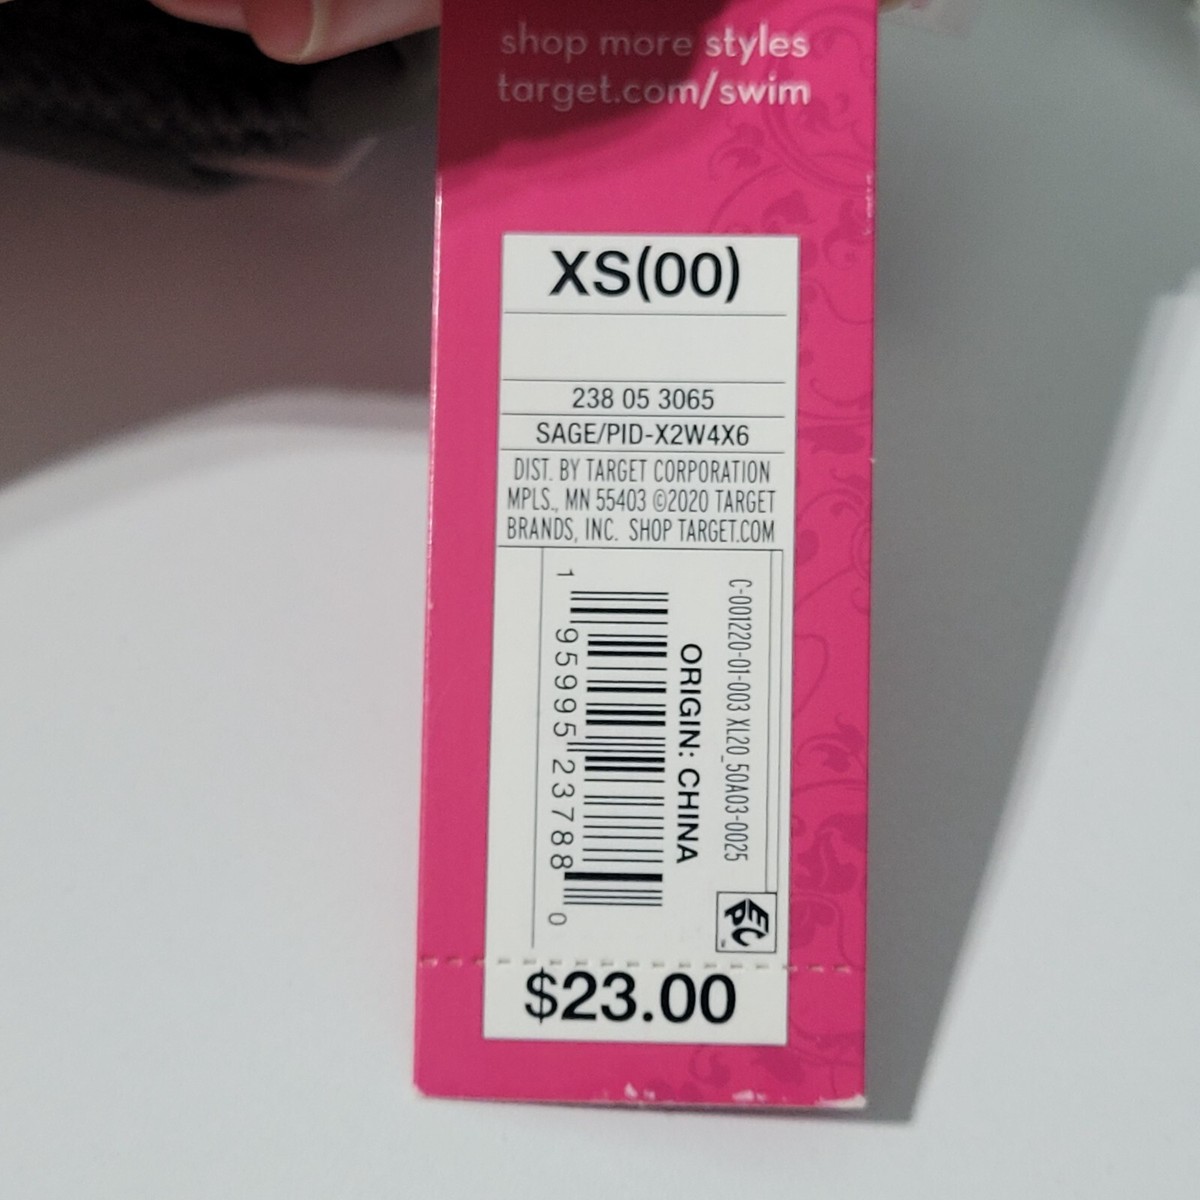 shop more styles
target.com/swim
XS(00)
238 05 3065
SAGE/PID-X2W4X6
DIST. BY TARGET CORPORATION
MPLS., MN 55403 ©2020 TARGET
BRANDS, INC. SHOP TARGET.COM
C-001220-01-003 XL20_50A03-0025
ORIGIN: CHINA
1 95995 23788 0
EPC™
$23.00